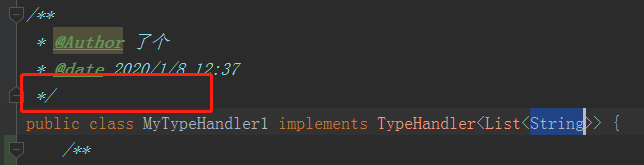 /**
* @Author 了个
* @date 2020/1/8 12:37
*/
public class MyTypeHandler1 implements TypeHandler<List<String>> {
/**